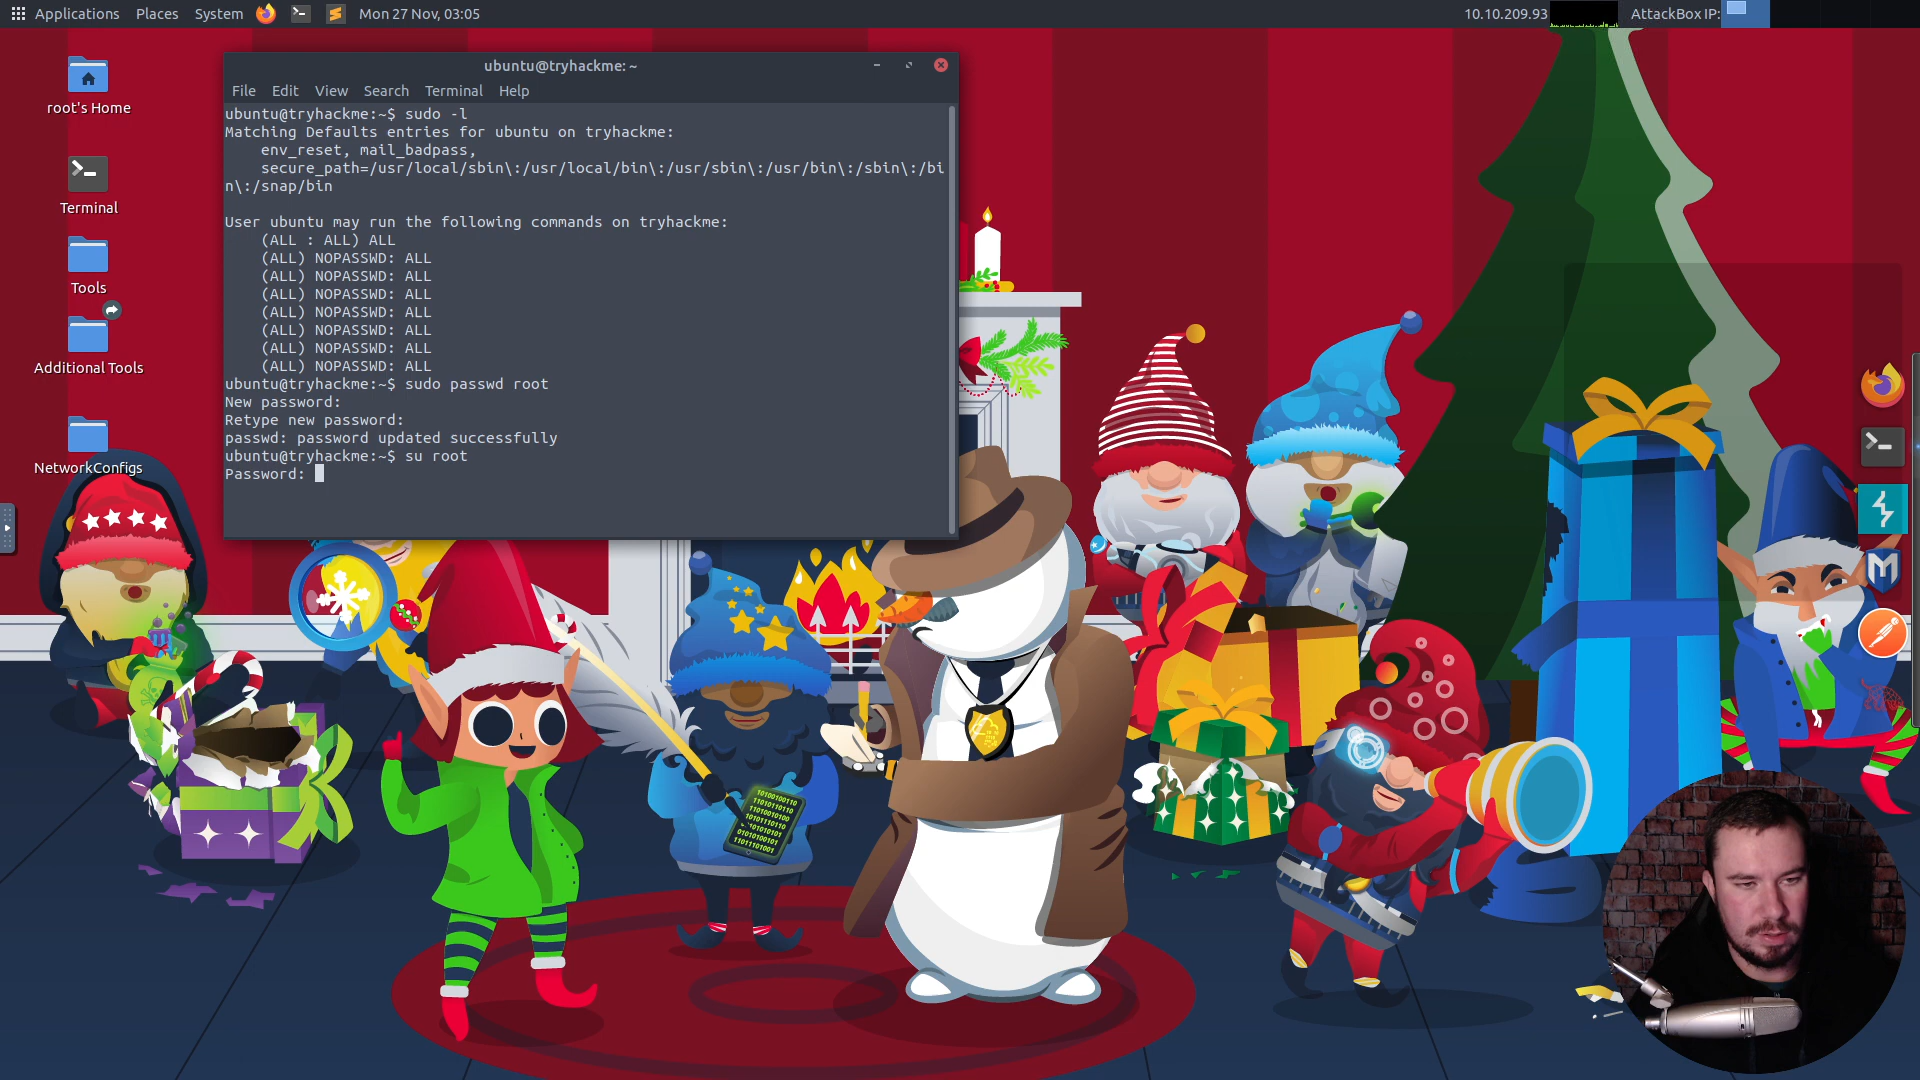 Applications Places System Mon 27 Nov, 03:05 10.10.209.93 AttackBox IP:
root's Home
Terminal
Tools
Additional Tools
NetworkConfigs
ubuntu@tryhackme: ~
File Edit View Search Terminal Help
ubuntu@tryhackme:~$ sudo -l
Matching Defaults entries for ubuntu on tryhackme:
    env_reset, mail_badpass,
    secure_path=/usr/local/sbin\:/usr/local/bin\:/usr/sbin\:/usr/bin\:/sbin\:/bi
n\:/snap/bin
User ubuntu may run the following commands on tryhackme:
    (ALL : ALL) ALL
    (ALL) NOPASSWD: ALL
    (ALL) NOPASSWD: ALL
    (ALL) NOPASSWD: ALL
    (ALL) NOPASSWD: ALL
    (ALL) NOPASSWD: ALL
    (ALL) NOPASSWD: ALL
    (ALL) NOPASSWD: ALL
ubuntu@tryhackme:~$ sudo passwd root
New password:
Retype new password:
passwd: password updated successfully
ubuntu@tryhackme:~$ su root
Password: